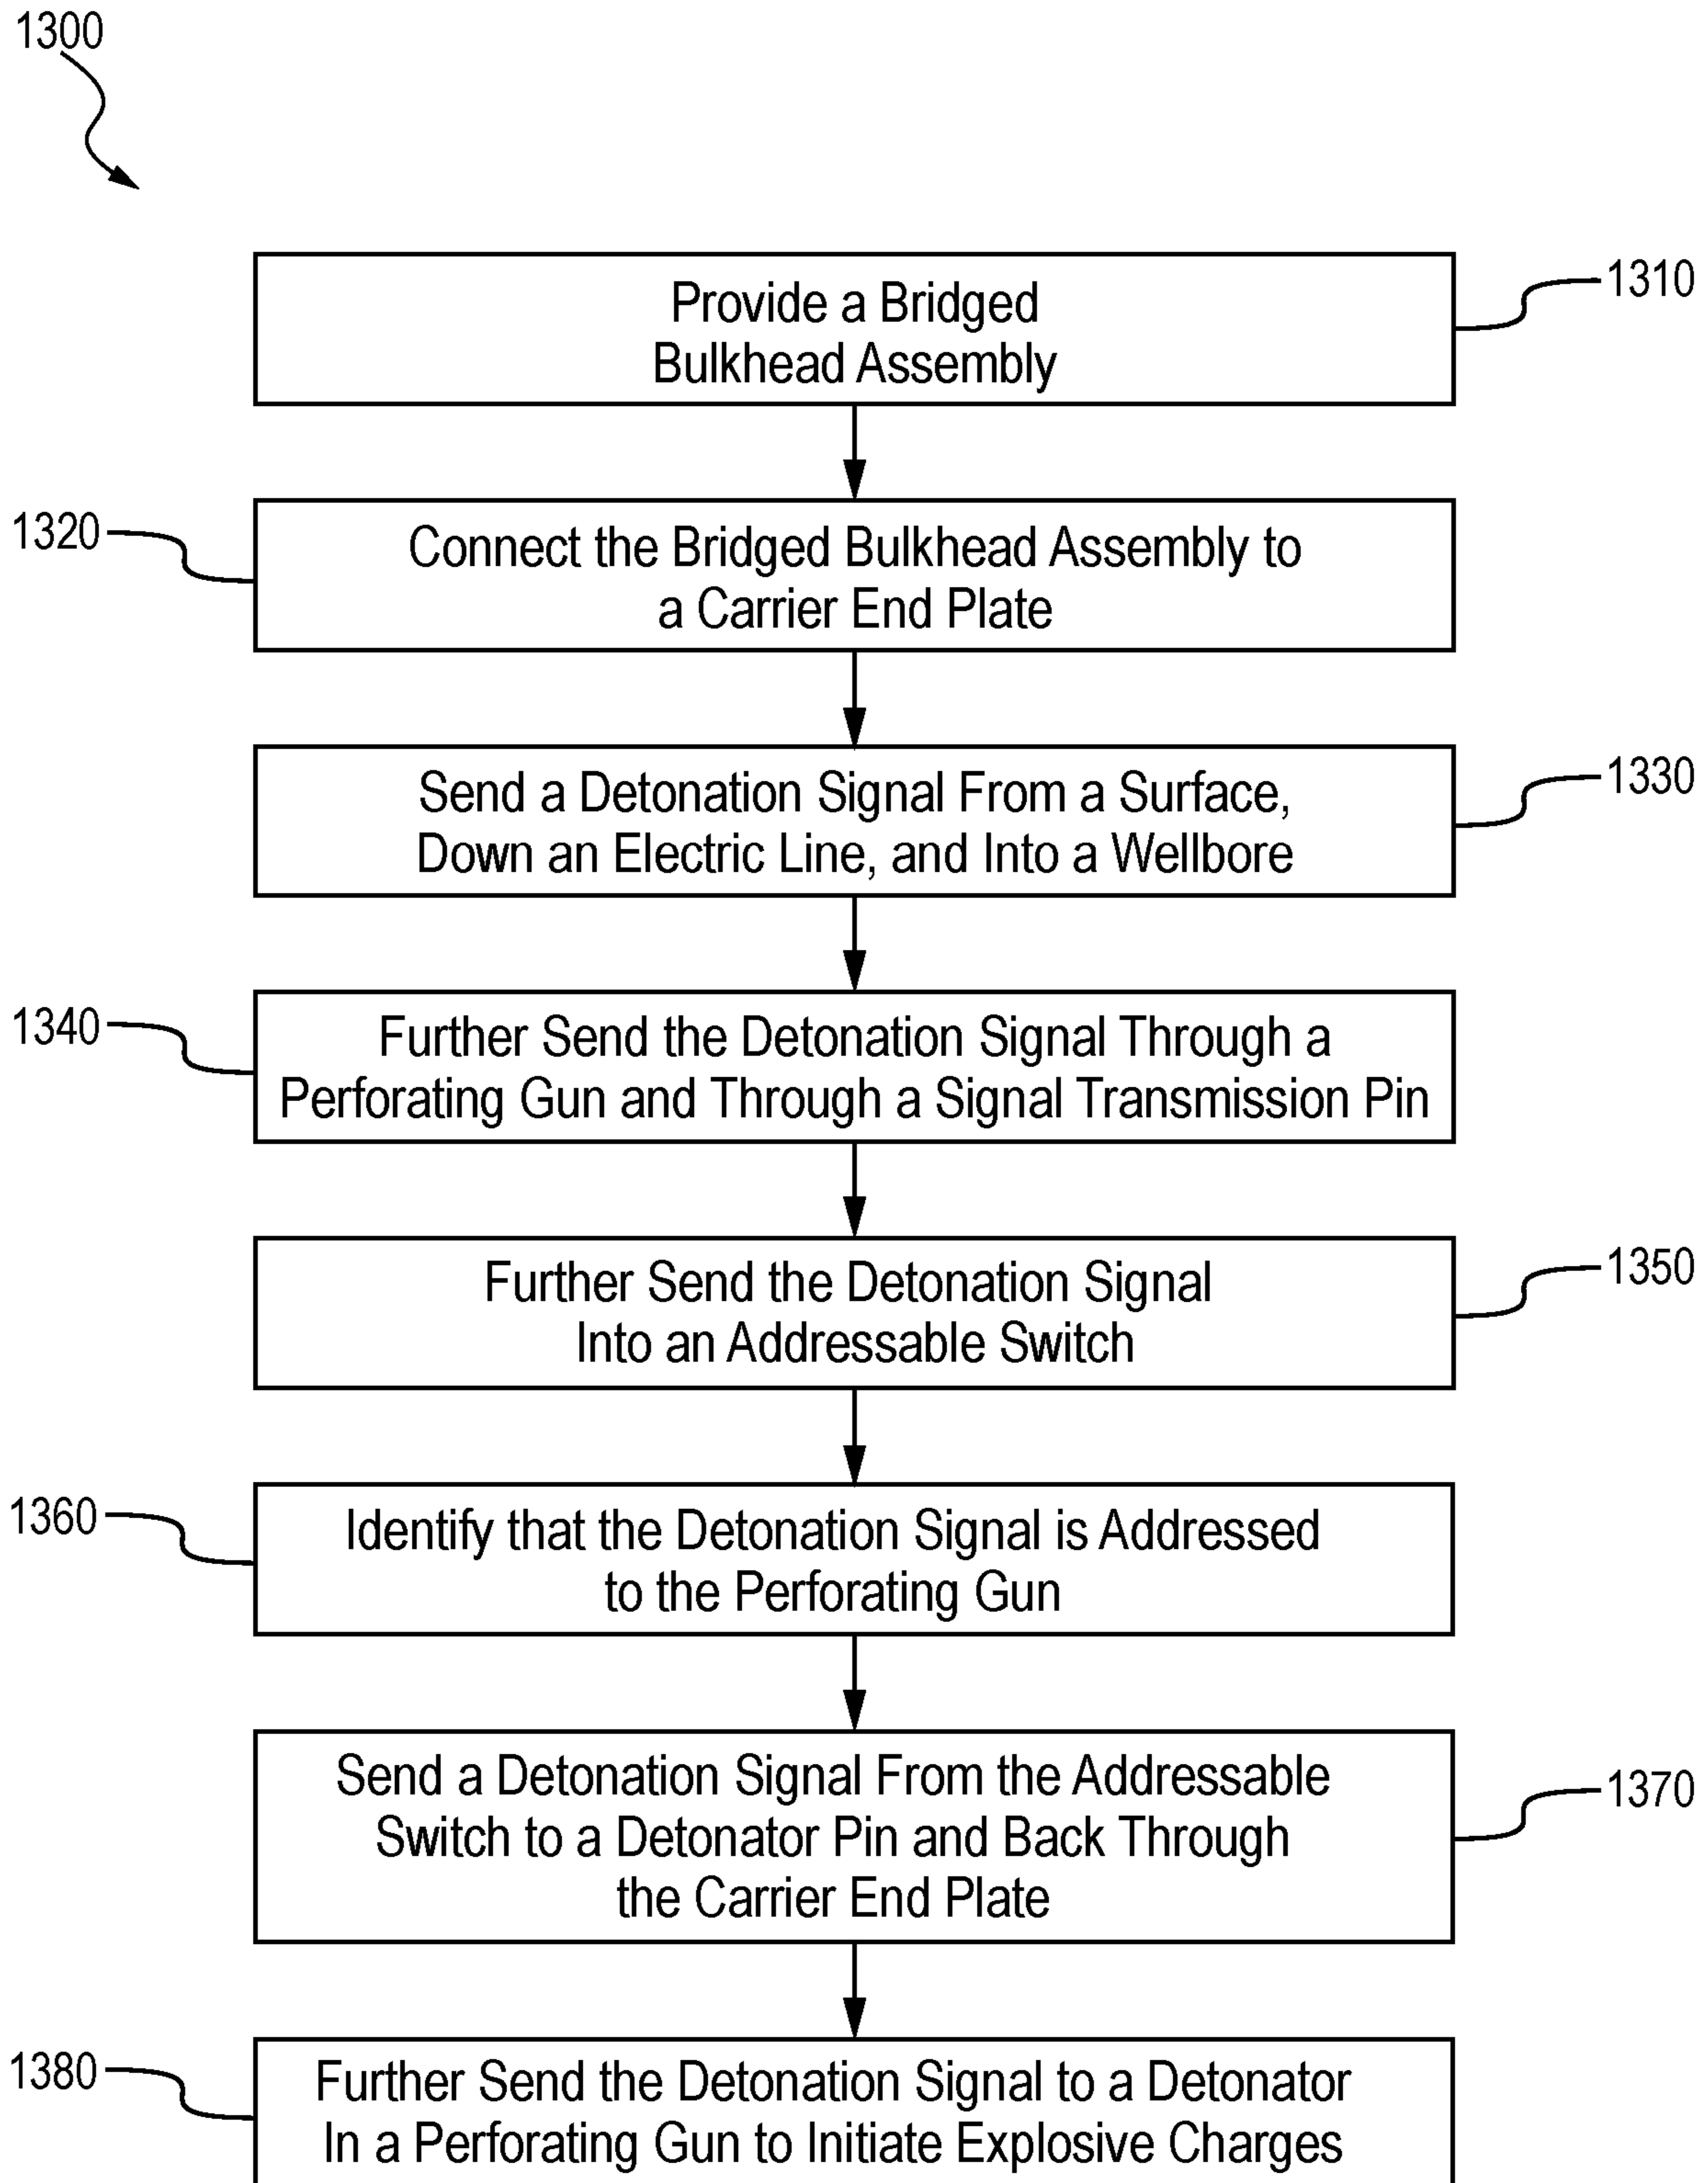 1300
Provide a Bridged
Bulkhead Assembly
1310
1320
Connect the Bridged Bulkhead Assembly to
a Carrier End Plate
Send a Detonation Signal From a Surface,
Down an Electric Line, and Into a Wellbore
1330
1340
Further Send the Detonation Signal Through a
Perforating Gun and Through a Signal Transmission Pin
Further Send the Detonation Signal
Into an Addressable Switch
1350
1360
Identify that the Detonation Signal is Addressed
to the Perforating Gun
Send a Detonation Signal From the Addressable
Switch to a Detonator Pin and Back Through
the Carrier End Plate
1370
1380
Further Send the Detonation Signal to a Detonator
In a Perforating Gun to Initiate Explosive Charges